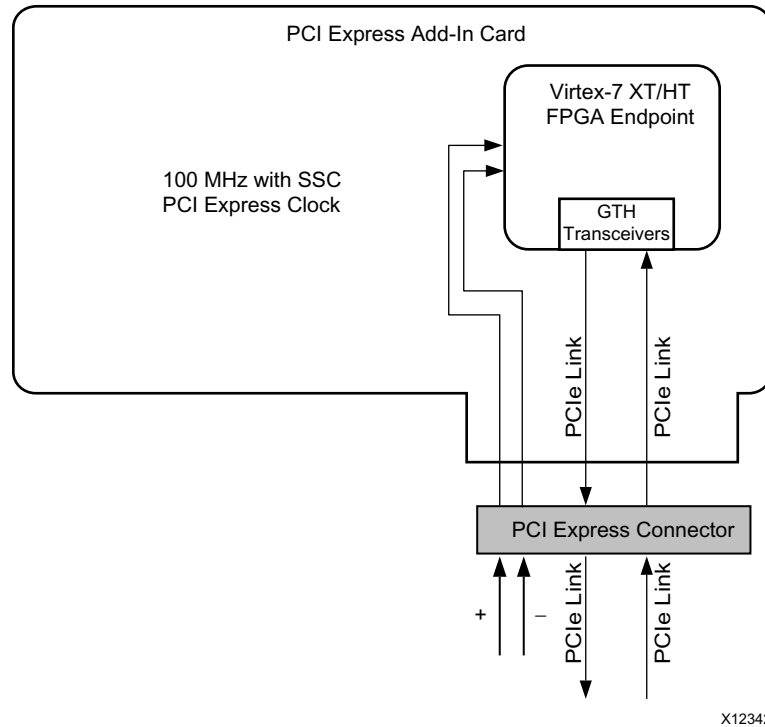 PCI Express Add-In Card
Virtex-7 XT/HT
FPGA Endpoint
100 MHz with SSC
PCI Express Clock
GTH
Transceivers
PCIe Link
PCIe Link
PCI Express Connector
+
–
PCIe Link
PCIe Link